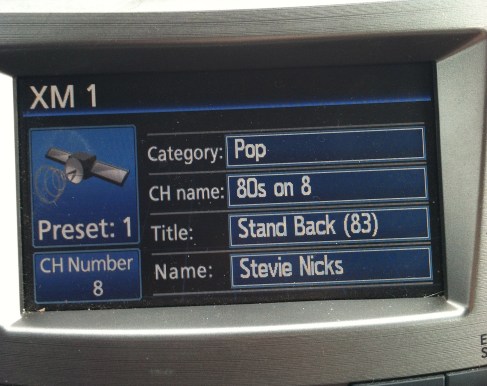 XM 1
Category: Pop
CH name: 80s on 8
Preset: 1
Title: Stand Back (83)
CH Number
8
Name: Stevie Nicks